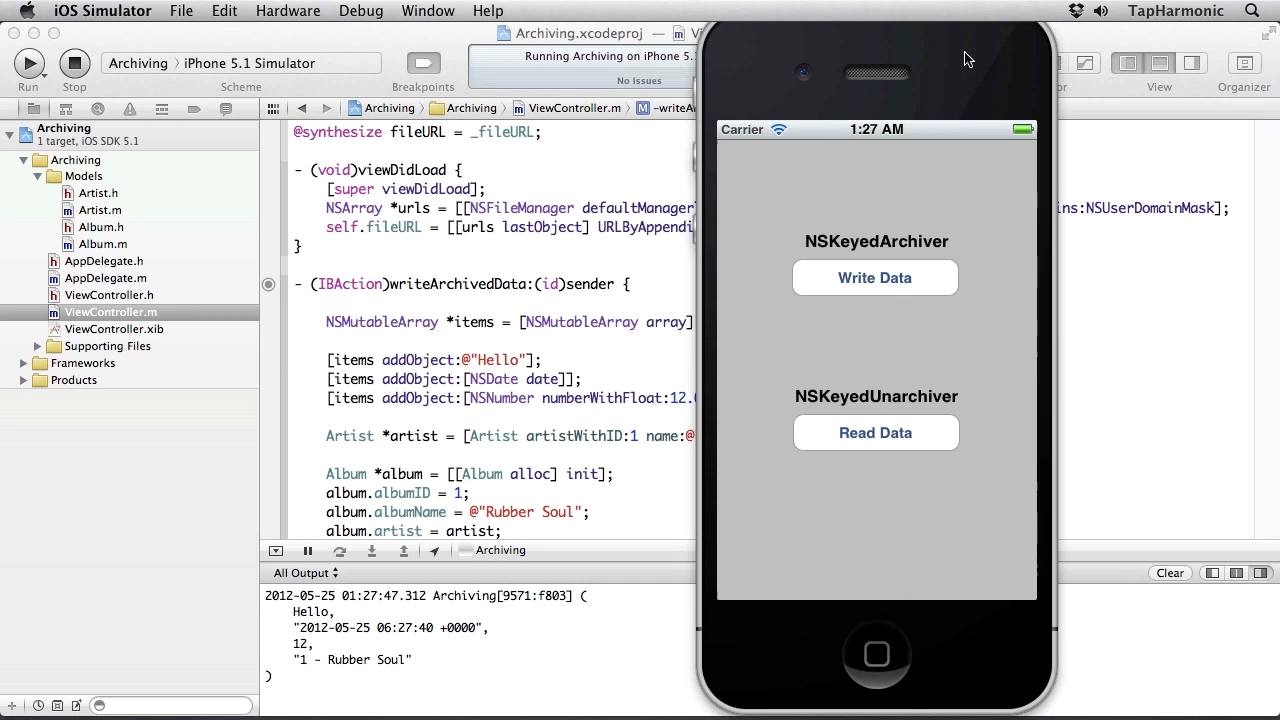 iOS Simulator File Edit Hardware Debug Window Help TapHarmonic
Archiving.xcodeproj —
Archiving iPhone 5.1 Simulator
Running Archiving on iPhone 5.1
No Issues
Run Stop Scheme Breakpoints View Organizer
Archiving Archiving ViewController.m
Archiving
1 target, iOS SDK 5.1
Archiving
Models
Artist.h
Artist.m
Album.h
Album.m
AppDelegate.h
AppDelegate.m
ViewController.h
ViewController.m
ViewController.xib
Supporting Files
Frameworks
Products
@synthesize fileURL = _fileURL;
- (void)viewDidLoad {
[super viewDidLoad];
NSArray *urls = [[NSFileManager defaultManager ins:NSUserDomainMask];
self.fileURL = [[urls lastObject] URLByAppendi
}
- (IBAction)writeArchivedData:(id)sender {
NSMutableArray *items = [NSMutableArray array]
[items addObject:@"Hello"];
[items addObject:[NSDate date]];
[items addObject:[NSNumber numberWithFloat:12.
Artist *artist = [Artist artistWithID:1 name:@
Album *album = [[Album alloc] init];
album.albumID = 1;
album.albumName = @"Rubber Soul";
album.artist = artist;
Archiving
All Output Clear
2012-05-25 01:27:47.312 Archiving[9571:f803] (
Hello,
"2012-05-25 06:27:40 +0000",
12,
"1 - Rubber Soul"
)
Carrier 1:27 AM
NSKeyedArchiver
Write Data
NSKeyedUnarchiver
Read Data